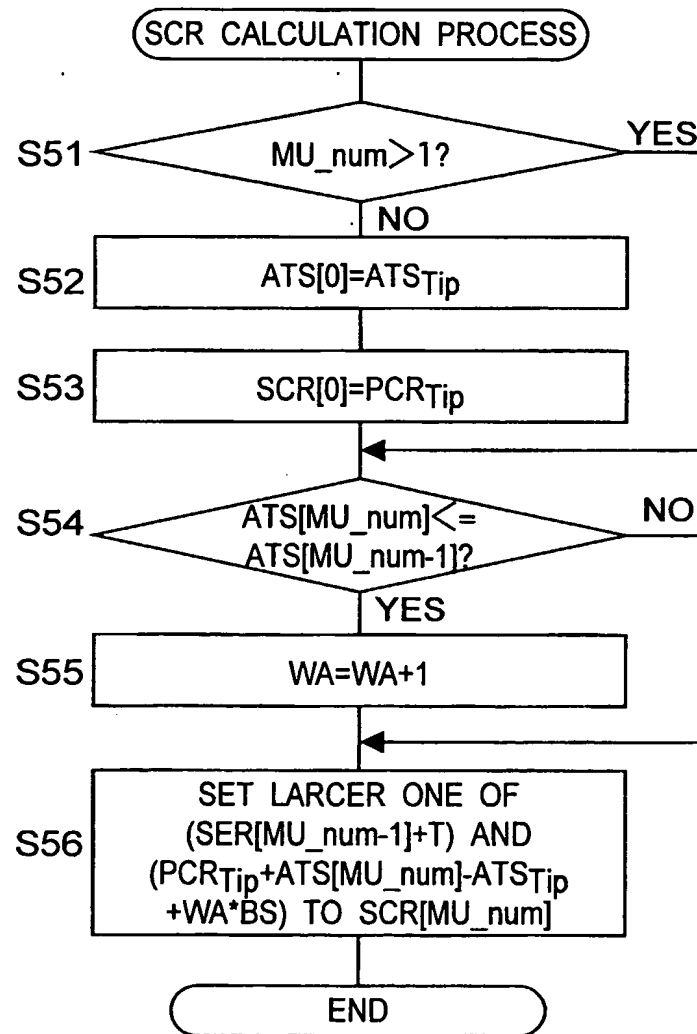 SCR CALCULATION PROCESS
S51
MU_num>1?
YES
NO
S52
ATS[0]=ATSTip
S53
SCR[0]=PCRTip
S54
ATS[MU_num]<=
ATS[MU_num-1]?
NO
YES
S55
WA=WA+1
S56
SET LARCER ONE OF
(SER[MU_num-1]+T) AND
(PCRTip+ATS[MU_num]-ATSTip
+WA*BS) TO SCR[MU_num]
END